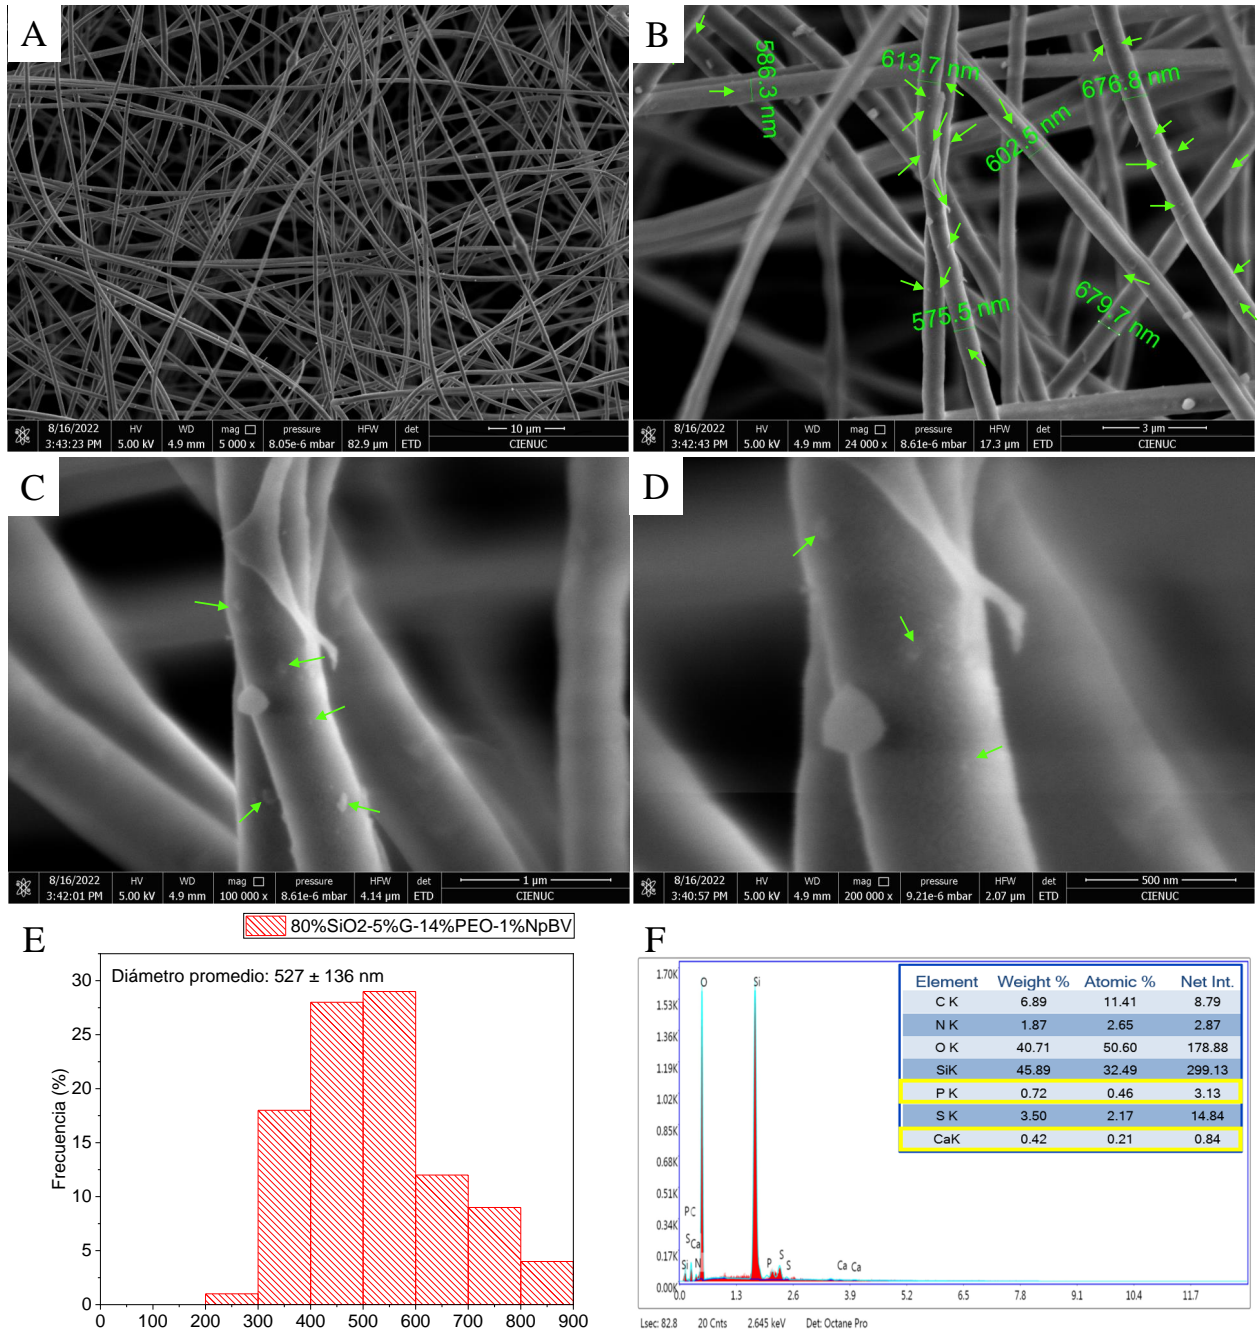 A
8/16/2022 HV WD mag pressure HFW det 10 µm
3:43:23 PM 5.00 kV 4.9 mm 5 000 x 8.05e-6 mbar 82.9 µm ETD CIENUC
B
586.3 nm
613.7 nm
602.5 nm
676.8 nm
575.5 nm
679.7 nm
8/16/2022 HV WD mag pressure HFW det 3 µm
3:42:43 PM 5.00 kV 4.9 mm 24 000 x 8.61e-6 mbar 17.3 µm ETD CIENUC
C
8/16/2022 HV WD mag pressure HFW det 1 µm
3:42:01 PM 5.00 kV 4.9 mm 100 000 x 8.61e-6 mbar 4.14 µm ETD CIENUC
D
8/16/2022 HV WD mag pressure HFW det 500 nm
3:40:57 PM 5.00 kV 4.9 mm 200 000 x 9.21e-6 mbar 2.07 µm ETD CIENUC
E
80%SiO2-5%G-14%PEO-1%NpBV
Diámetro promedio: 527 ± 136 nm
Frecuencia (%)
30
25
20
15
10
5
0
0 100 200 300 400 500 600 700 800 900
F
Element Weight % Atomic % Net Int.
C K 6.89 11.41 8.79
N K 1.87 2.65 2.87
O K 40.71 50.60 178.88
SiK 45.89 32.49 299.13
P K 0.72 0.46 3.13
S K 3.50 2.17 14.84
CaK 0.42 0.21 0.84
1.70K
1.53K
1.36K
1.19K
1.02K
0.85K
0.68K
0.51K
0.34K
0.17K
0.00K
O
Si
P C
S Ca
Si N
P S S Ca Ca
0.0 1.3 2.6 3.9 5.2 6.5 7.8 9.1 10.4 11.7
Lsec: 82.8 20 Cnts 2.645 keV Det: Octane Pro